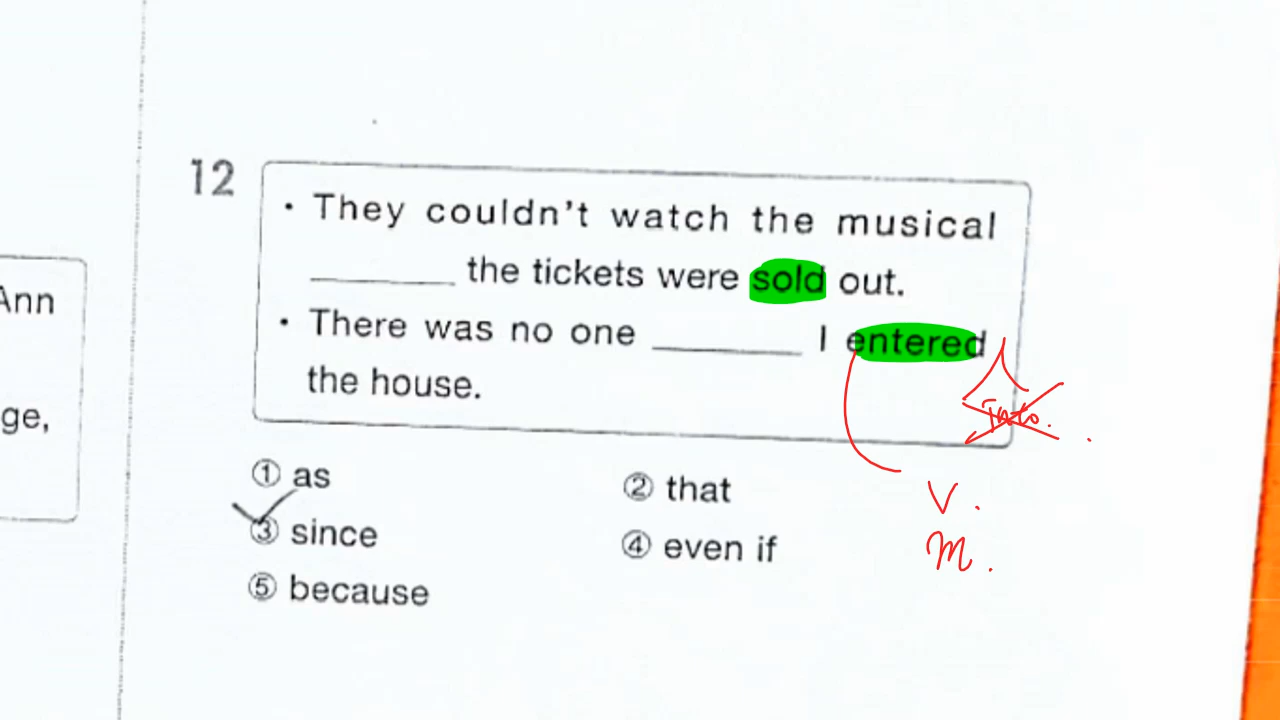 12
• They couldn't watch the musical
________ the tickets were sold out.
• There was no one ________ I entered
the house.
into.
V.
M.
① as
② that
③ since
④ even if
⑤ because
Ann
ge,